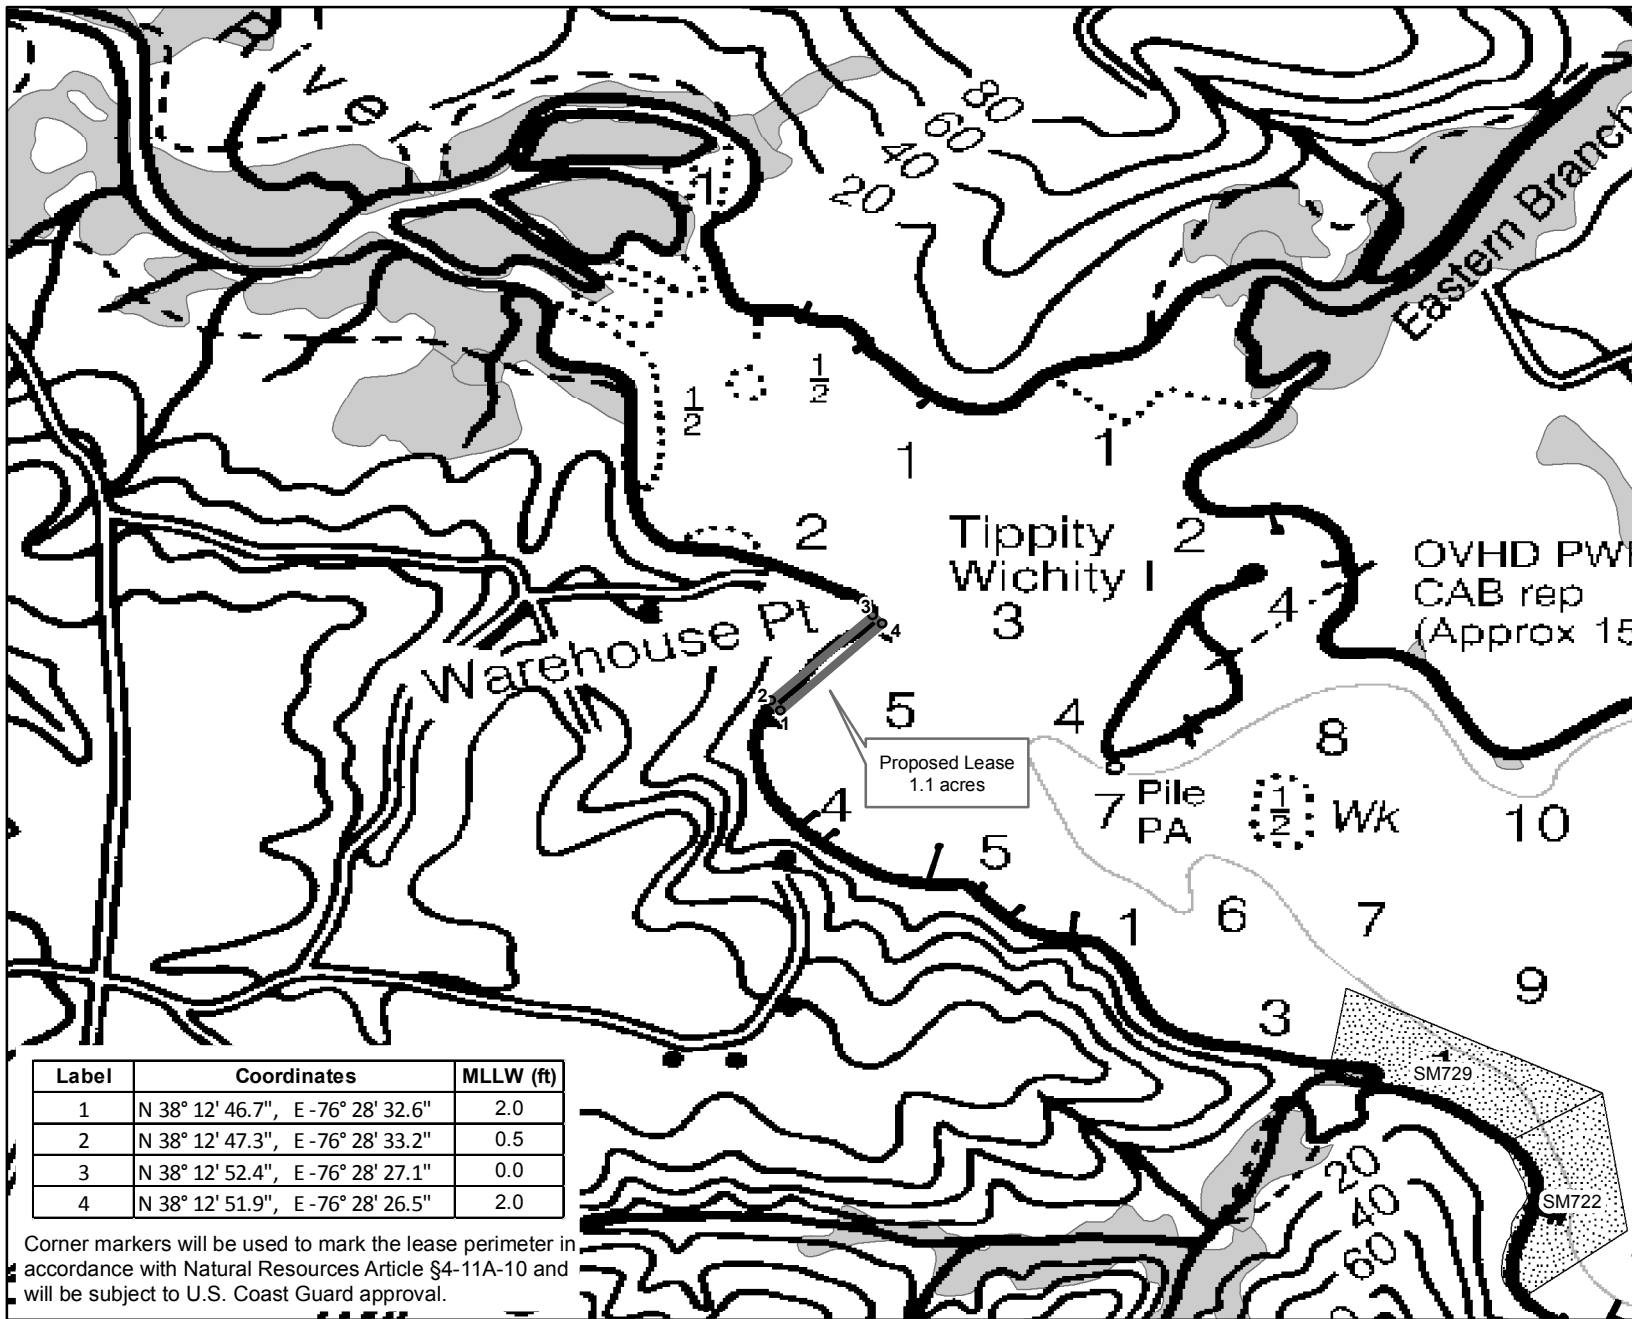 River
80
60
40
20
Eastern Branch
1
1
2
1
2
1
1
2
Tippity
Wichity I
2
OVHD PW
CAB rep
(Approx 15
3
4
Warehouse Pt
3
4
2
1
5
4
8
Proposed Lease
1.1 acres
4
7
Pile
PA
1
2
Wk
10
5
1
6
7
9
3
SM729
SM722
20
40
60
Label Coordinates MLLW (ft)
1 N 38° 12' 46.7", E -76° 28' 32.6" 2.0
2 N 38° 12' 47.3", E -76° 28' 33.2" 0.5
3 N 38° 12' 52.4", E -76° 28' 27.1" 0.0
4 N 38° 12' 51.9", E -76° 28' 26.5" 2.0
Corner markers will be used to mark the lease perimeter in
accordance with Natural Resources Article §4-11A-10 and
will be subject to U.S. Coast Guard approval.